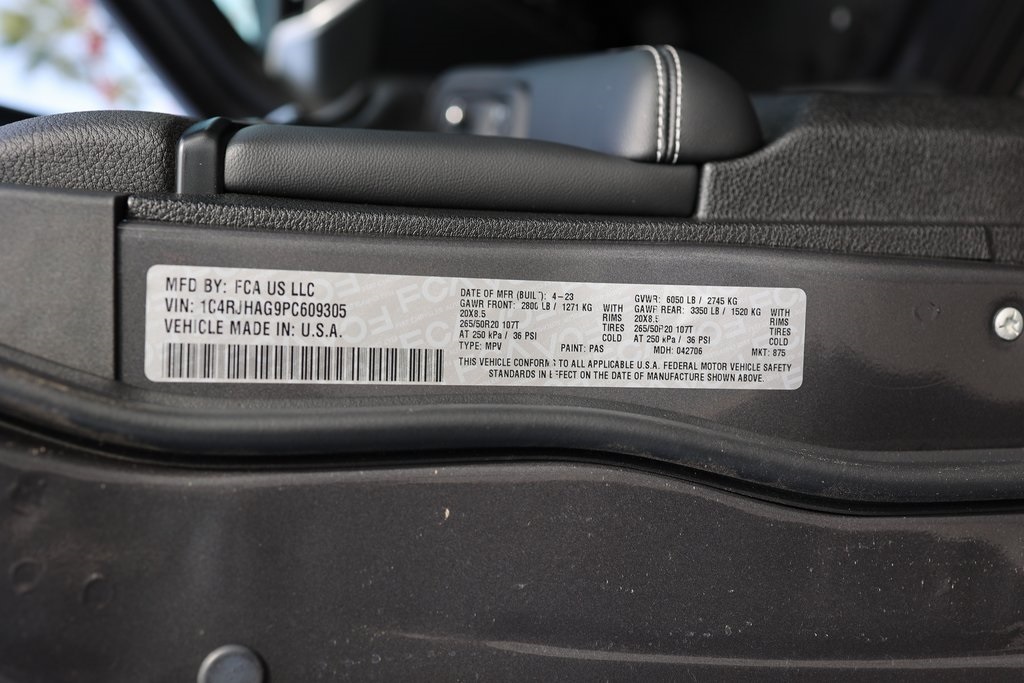 MFD BY: FCA US LLC
VIN: 1C4RJHAG9PC609305
VEHICLE MADE IN: U.S.A.
DATE OF MFR (BUILT): 4-23
GAWR FRONT: 2800 LB / 1271 KG WITH
20X8.5 RIMS
265/50R20 107T TIRES
AT 250 kPa / 36 PSI COLD
TYPE: MPV PAINT: PAS
GVWR: 6050 LB / 2745 KG
GAWR REAR: 3350 LB / 1520 KG WITH
20X8.5 RIMS
265/50R20 107T TIRES
AT 250 kPa / 36 PSI COLD
MDH: 042706 MKT: 875
THIS VEHICLE CONFORMS TO ALL APPLICABLE U.S.A. FEDERAL MOTOR VEHICLE SAFETY
STANDARDS IN EFFECT ON THE DATE OF MANUFACTURE SHOWN ABOVE.